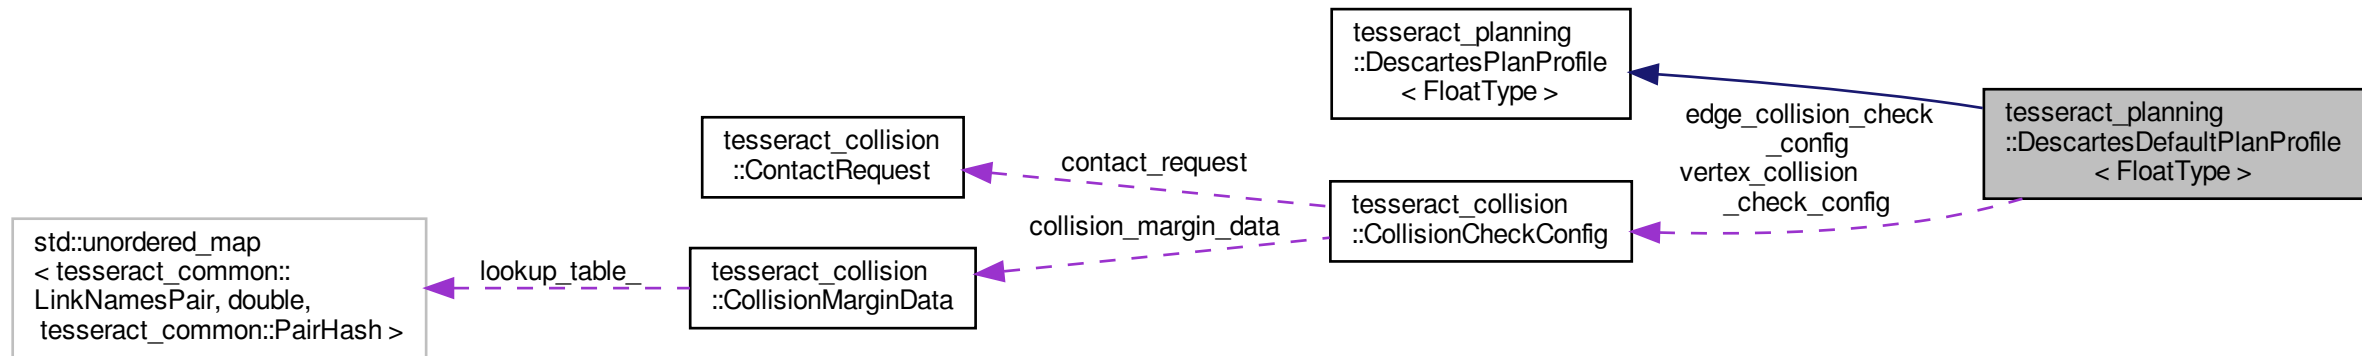 tesseract_planning
::DescartesPlanProfile
< FloatType >
tesseract_planning
::DescartesDefaultPlanProfile
< FloatType >
edge_collision_check
_config
vertex_collision
_check_config
tesseract_collision
::ContactRequest
contact_request
tesseract_collision
::CollisionCheckConfig
collision_margin_data
std::unordered_map
< tesseract_common::
LinkNamesPair, double,
tesseract_common::PairHash >
lookup_table_
tesseract_collision
::CollisionMarginData